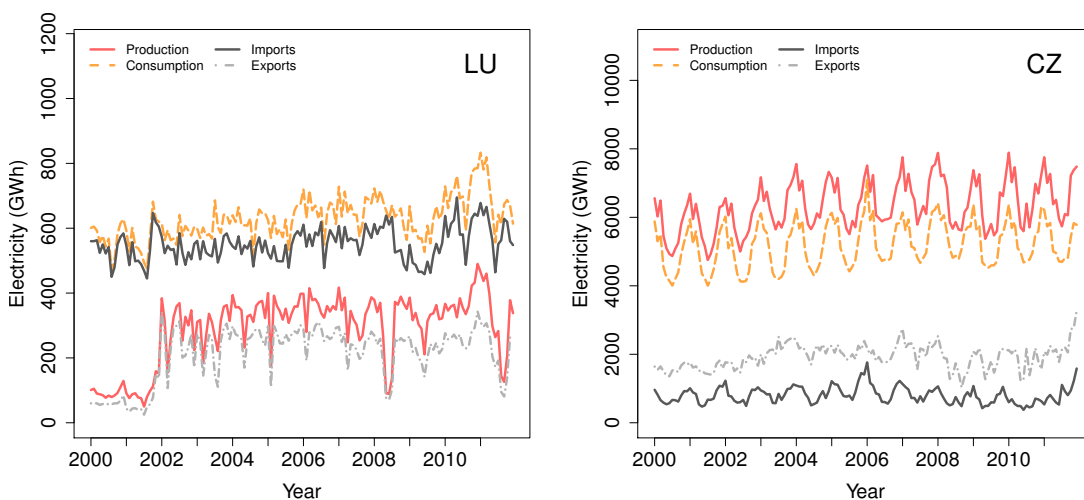 LU
Production Imports
Consumption Exports
Electricity (GWh)
1200
1000
800
600
400
200
0
2000 2002 2004 2006 2008 2010
Year
CZ
Production Imports
Consumption Exports
Electricity (GWh)
10000
8000
6000
4000
2000
0
2000 2002 2004 2006 2008 2010
Year